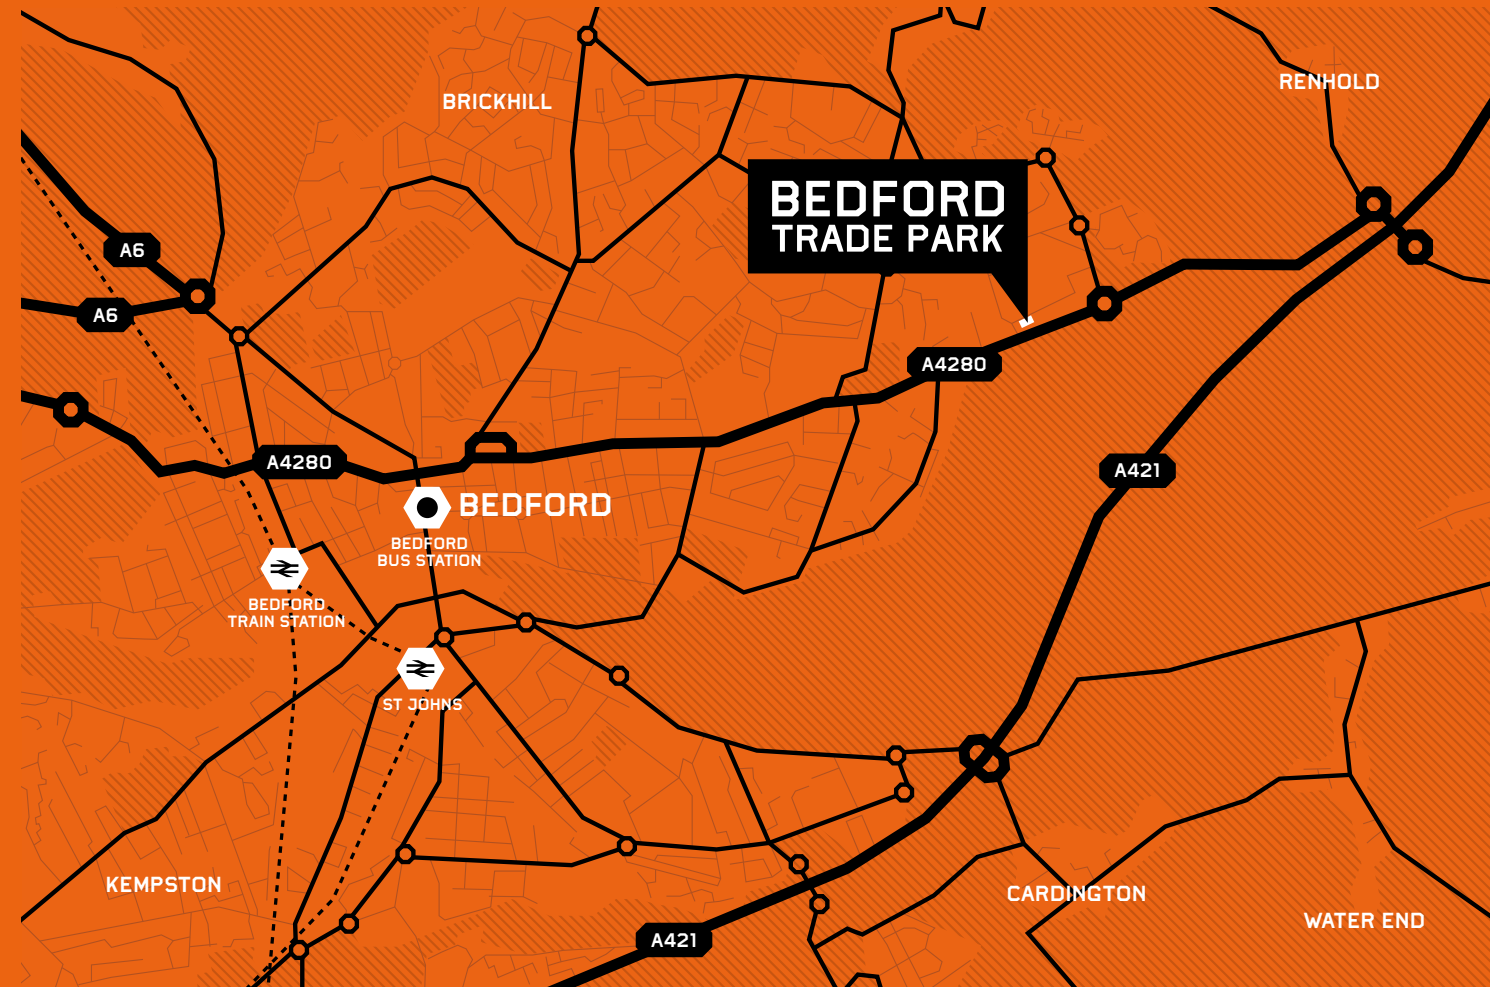 BRICKHILL
RENHOLD
BEDFORD
TRADE PARK
A6
A6
A4280
A4280
A421
BEDFORD
BEDFORD
BUS STATION
BEDFORD
TRAIN STATION
ST JOHNS
KEMPSTON
CARDINGTON
WATER END
A421